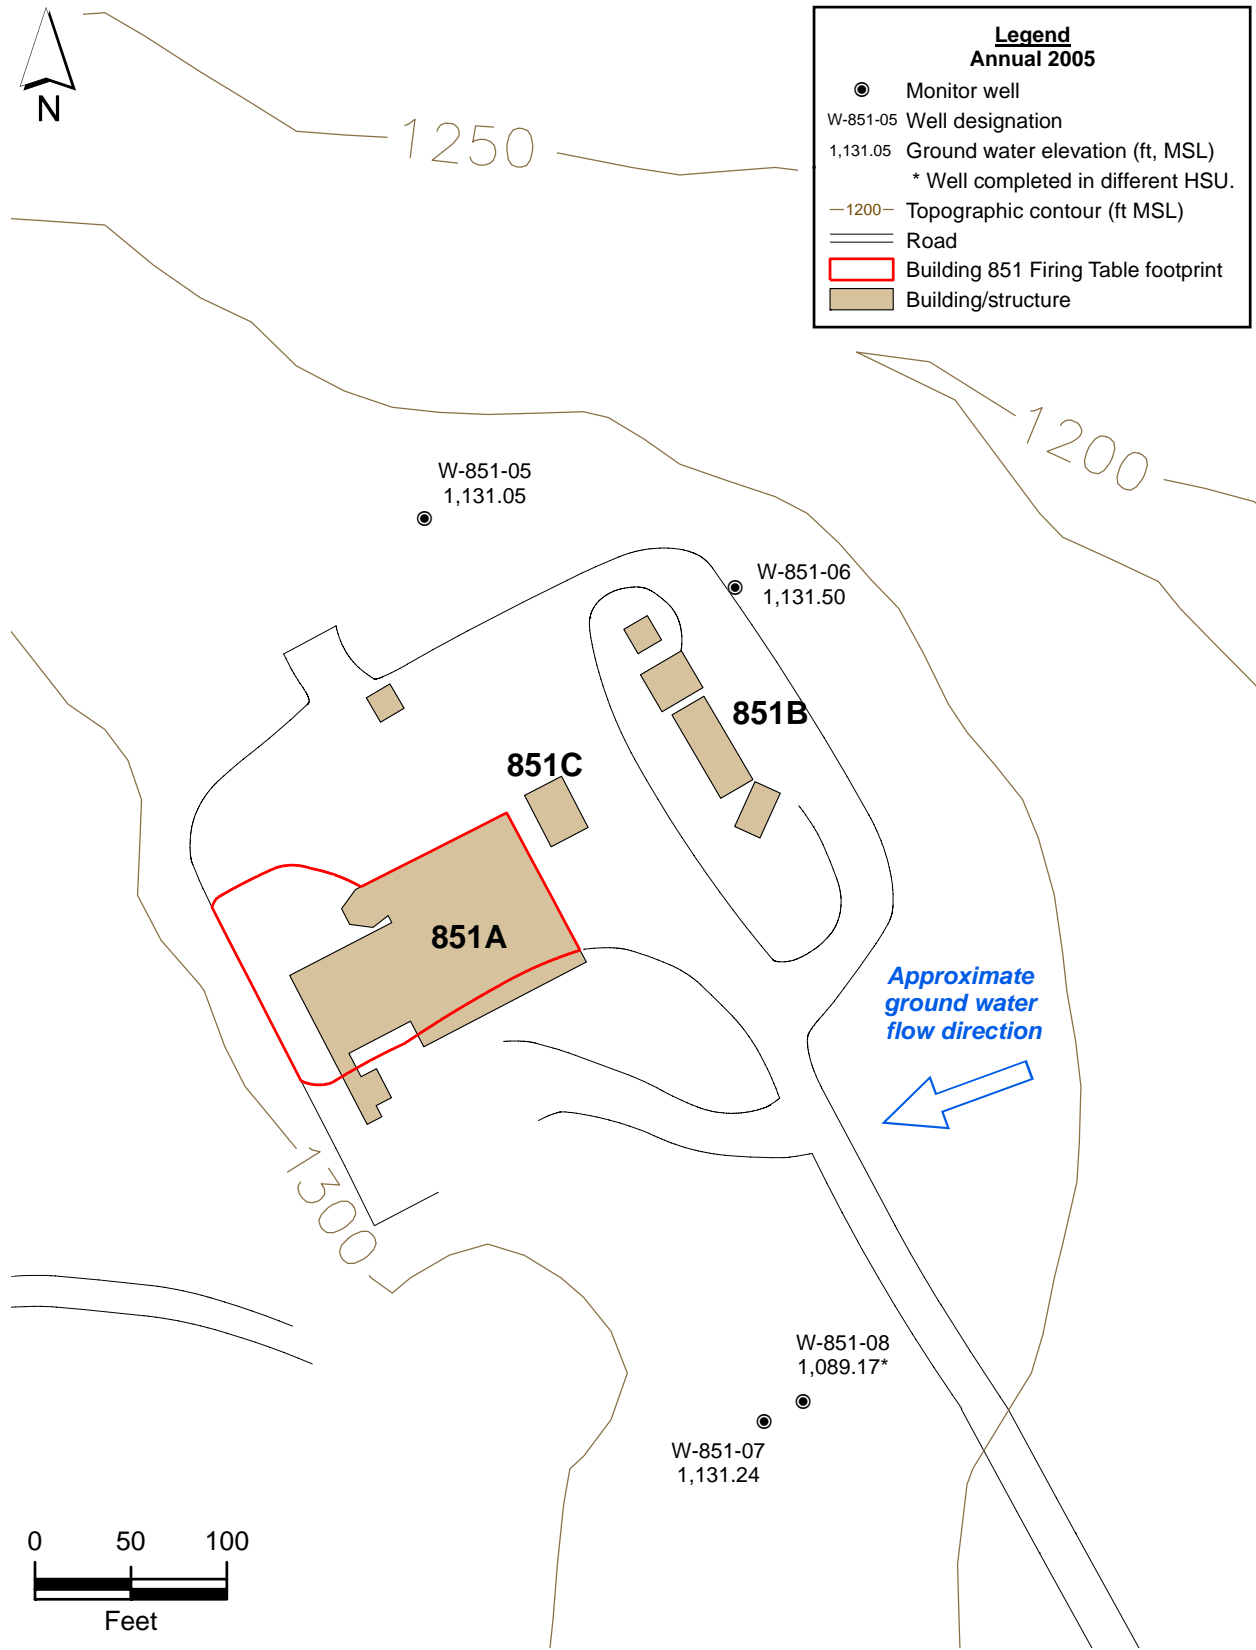 N
Legend
Annual 2005
Monitor well
W-851-05 Well designation
1,131.05 Ground water elevation (ft, MSL)
* Well completed in different HSU.
1200 Topographic contour (ft MSL)
Road
Building 851 Firing Table footprint
Building/structure
1250
1200
W-851-05
1,131.05
W-851-06
1,131.50
851B
851C
851A
Approximate
ground water
flow direction
1300
W-851-08
1,089.17*
W-851-07
1,131.24
0 50 100
Feet